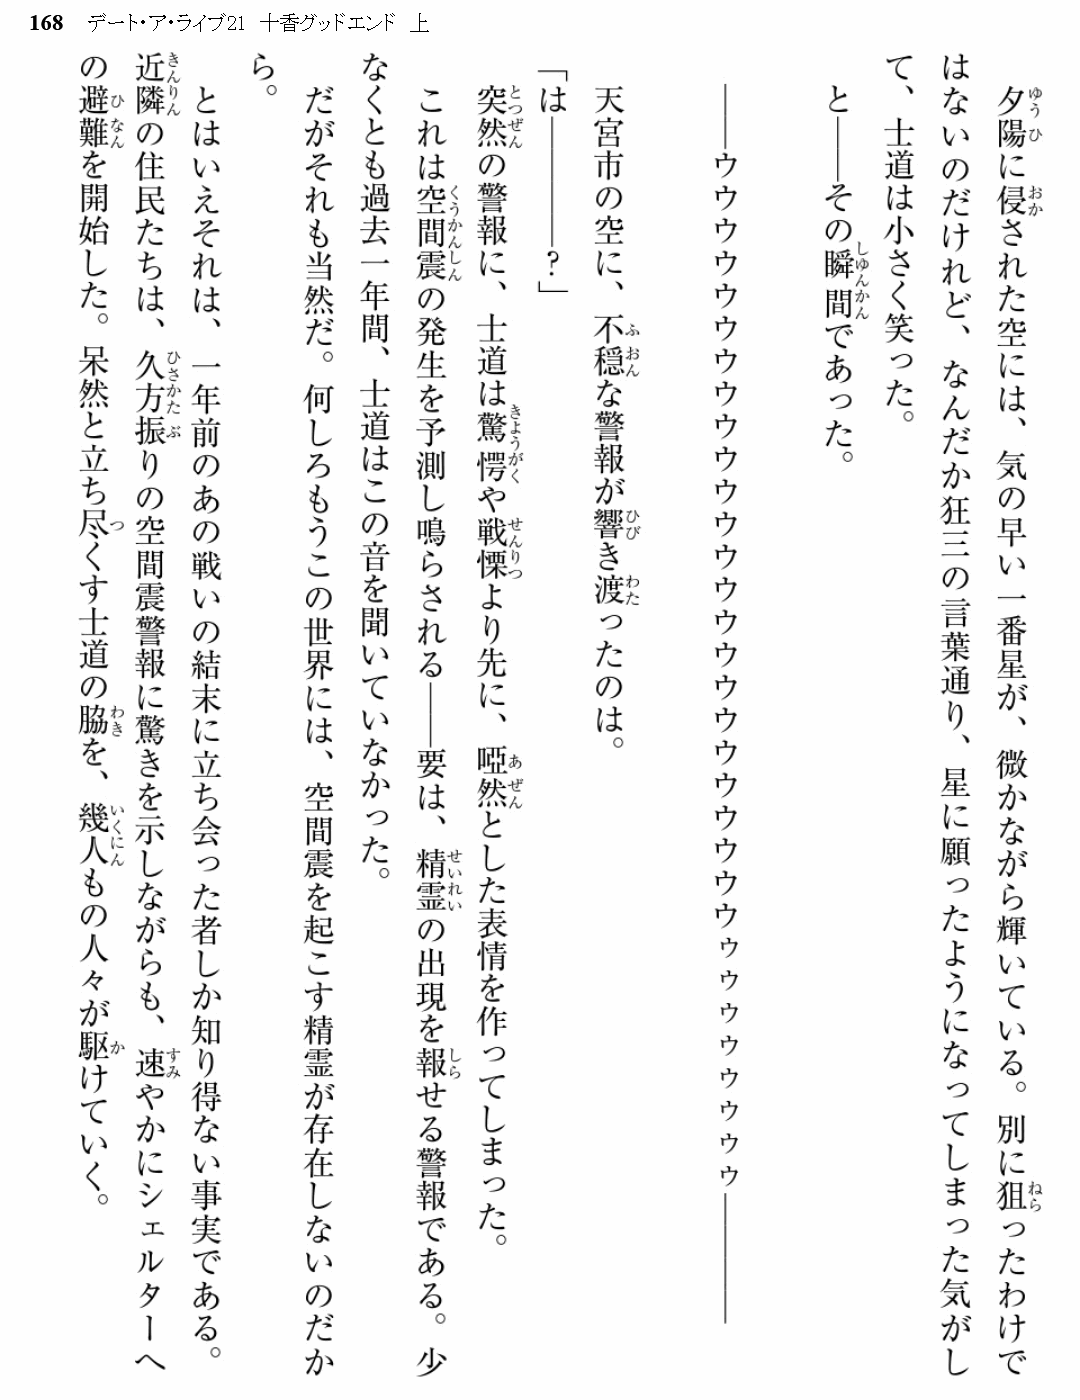 168 デート・ア・ライブ21 十香グッドエンド 上
夕陽に侵された空には、気の早い一番星が、微かながら輝いている。別に狙ったわけで
はないのだけれど、なんだか狂三の言葉通り、星に願ったようになってしまった気がし
て、士道は小さく笑った。
と――その瞬間であった。
――ウウウウウウウウウウウウウウウウウウウウウウウウゥゥゥゥゥゥゥゥ――――
天宮市の空に、不穏な警報が響き渡ったのは。
「は――――?」
突然の警報に、士道は驚愕や戦慄より先に、啞然とした表情を作ってしまった。
これは空間震の発生を予測し鳴らされる――要は、精霊の出現を報せる警報である。少
なくとも過去一年間、士道はこの音を聞いていなかった。
だがそれも当然だ。何しろもうこの世界には、空間震を起こす精霊が存在しないのだか
ら。
とはいえそれは、一年前のあの戦いの結末に立ち会った者しか知り得ない事実である。
近隣の住民たちは、久方振りの空間震警報に驚きを示しながらも、速やかにシェルターへ
の避難を開始した。呆然と立ち尽くす士道の脇を、幾人もの人々が駆けていく。